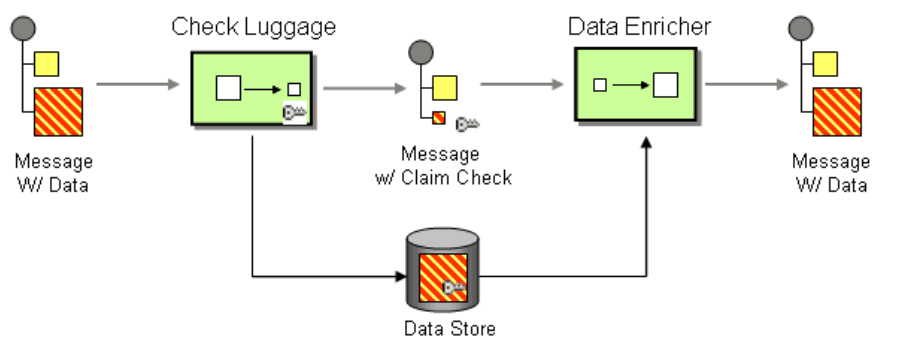 Check Luggage
Data Enricher
Message
W/ Data
Message
w/ Claim Check
Message
W/ Data
Data Store